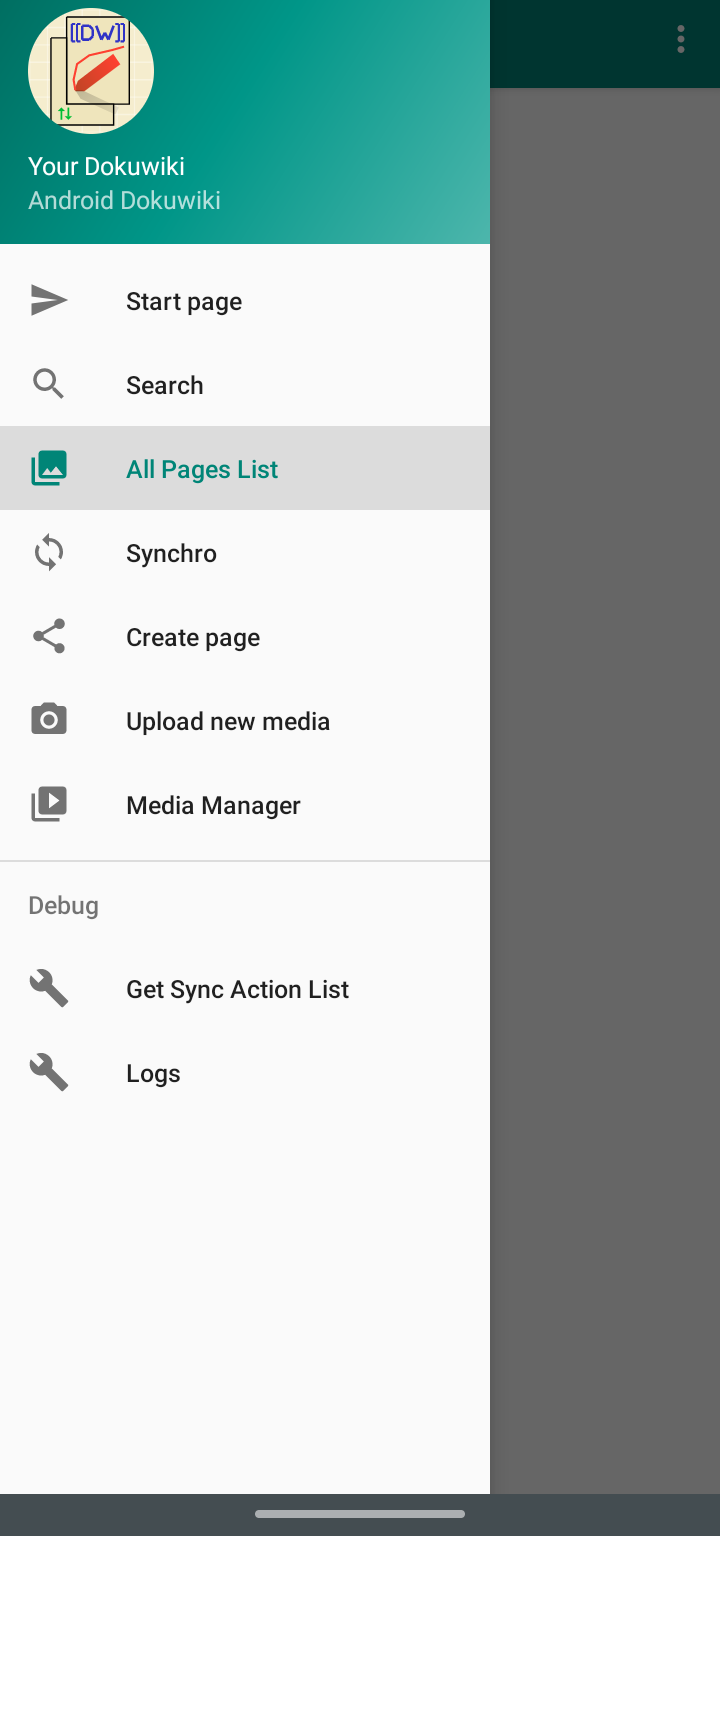 [[DW]]
Your Dokuwiki
Android Dokuwiki
Start page
Search
All Pages List
Synchro
Create page
Upload new media
Media Manager
Debug
Get Sync Action List
Logs